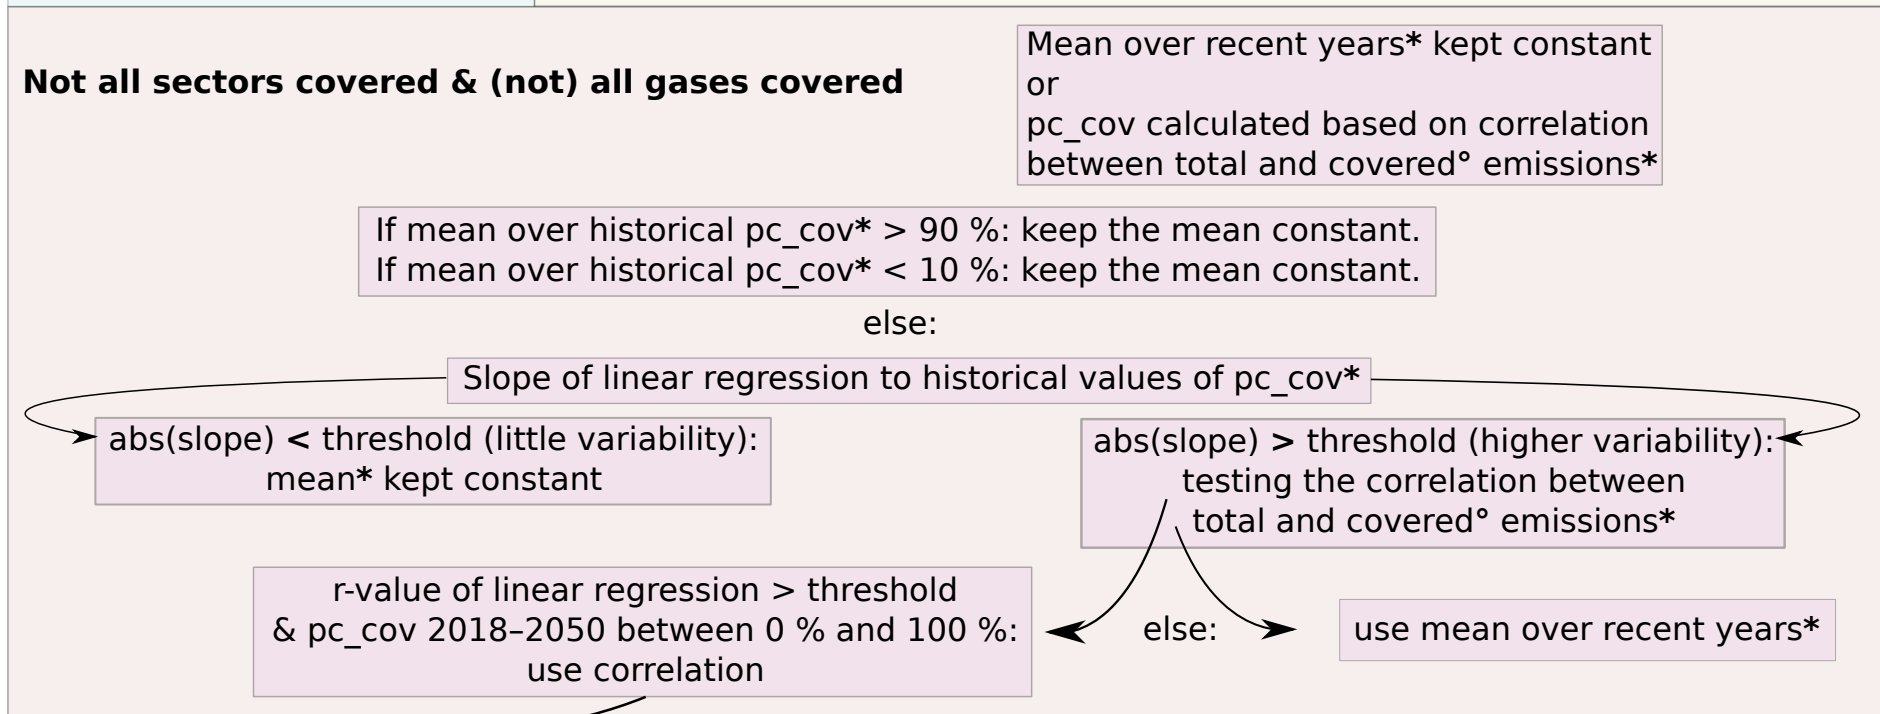 Not all sectors covered & (not) all gases covered
Mean over recent years* kept constant
or
pc_cov calculated based on correlation
between total and covered° emissions*
If mean over historical pc_cov* > 90 %: keep the mean constant.
If mean over historical pc_cov* < 10 %: keep the mean constant.
else:
Slope of linear regression to historical values of pc_cov*
abs(slope) < threshold (little variability):
mean* kept constant
abs(slope) > threshold (higher variability):
testing the correlation between
total and covered° emissions*
r-value of linear regression > threshold
& pc_cov 2018–2050 between 0 % and 100 %:
use correlation
else:
use mean over recent years*